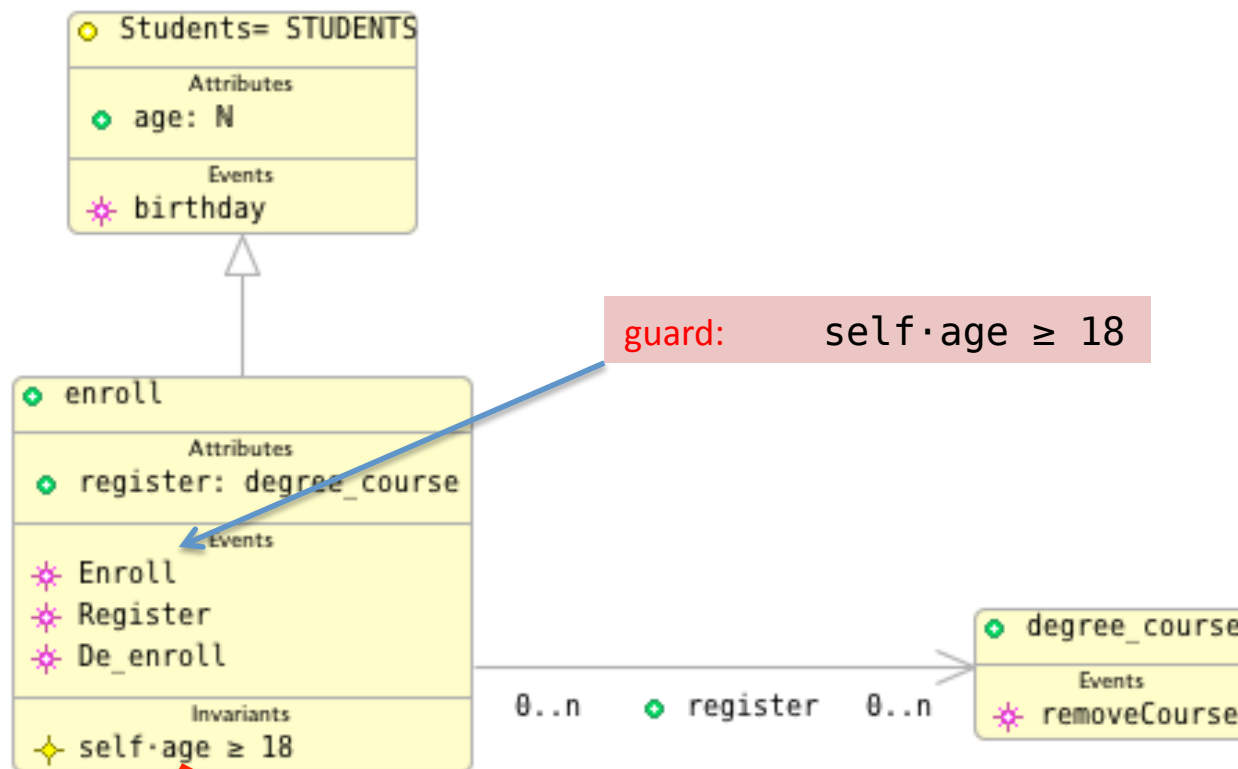 Students= STUDENTS
Attributes
age: ℕ
Events
birthday
guard: self·age ≥ 18
enroll
Attributes
register: degree_course
Events
Enroll
Register
De_enroll
Invariants
self·age ≥ 18
0..n register 0..n
degree_course
Events
removeCourse